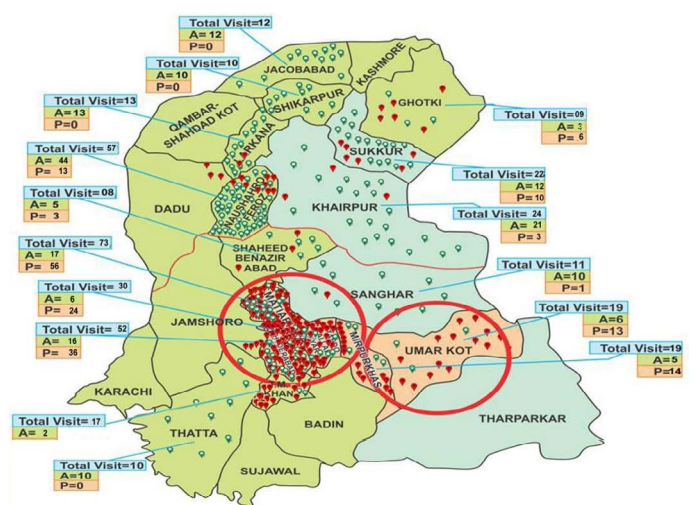 Total Visit=12
A= 12
P=0
Total Visit=10
A= 10
P=0
Total Visit=13
A=13
P=0
Total Visit= 57
A= 44
P= 13
Total Visit= 08
A= 5
P= 3
Total Visit= 73
A= 17
P= 56
Total Visit= 30
A= 6
P= 24
Total Visit= 52
A= 16
P= 36
Total Visit= 17
A= 2
Total Visit=10
A=10
P=0
Total Visit=09
A= 3
P= 6
Total Visit=22
A=12
P=10
Total Visit= 24
A= 21
P= 3
Total Visit=11
A=10
P=1
Total Visit=19
A=6
P=13
Total Visit=19
A=5
P=14
JACOBABAD
KASHMORE
SHIKARPUR
GHOTKI
QAMBAR-
SHAHDAD KOT
LARKANA
SUKKUR
DADU
NAUSHAHRO
FEROZ
KHAIRPUR
SHAHEED
BENAZIR
ABAD
SANGHAR
JAMSHORO
MIRPURKHAS
UMAR KOT
KARACHI
KHAN
BADIN
THARPARKAR
THATTA
SUJAWAL